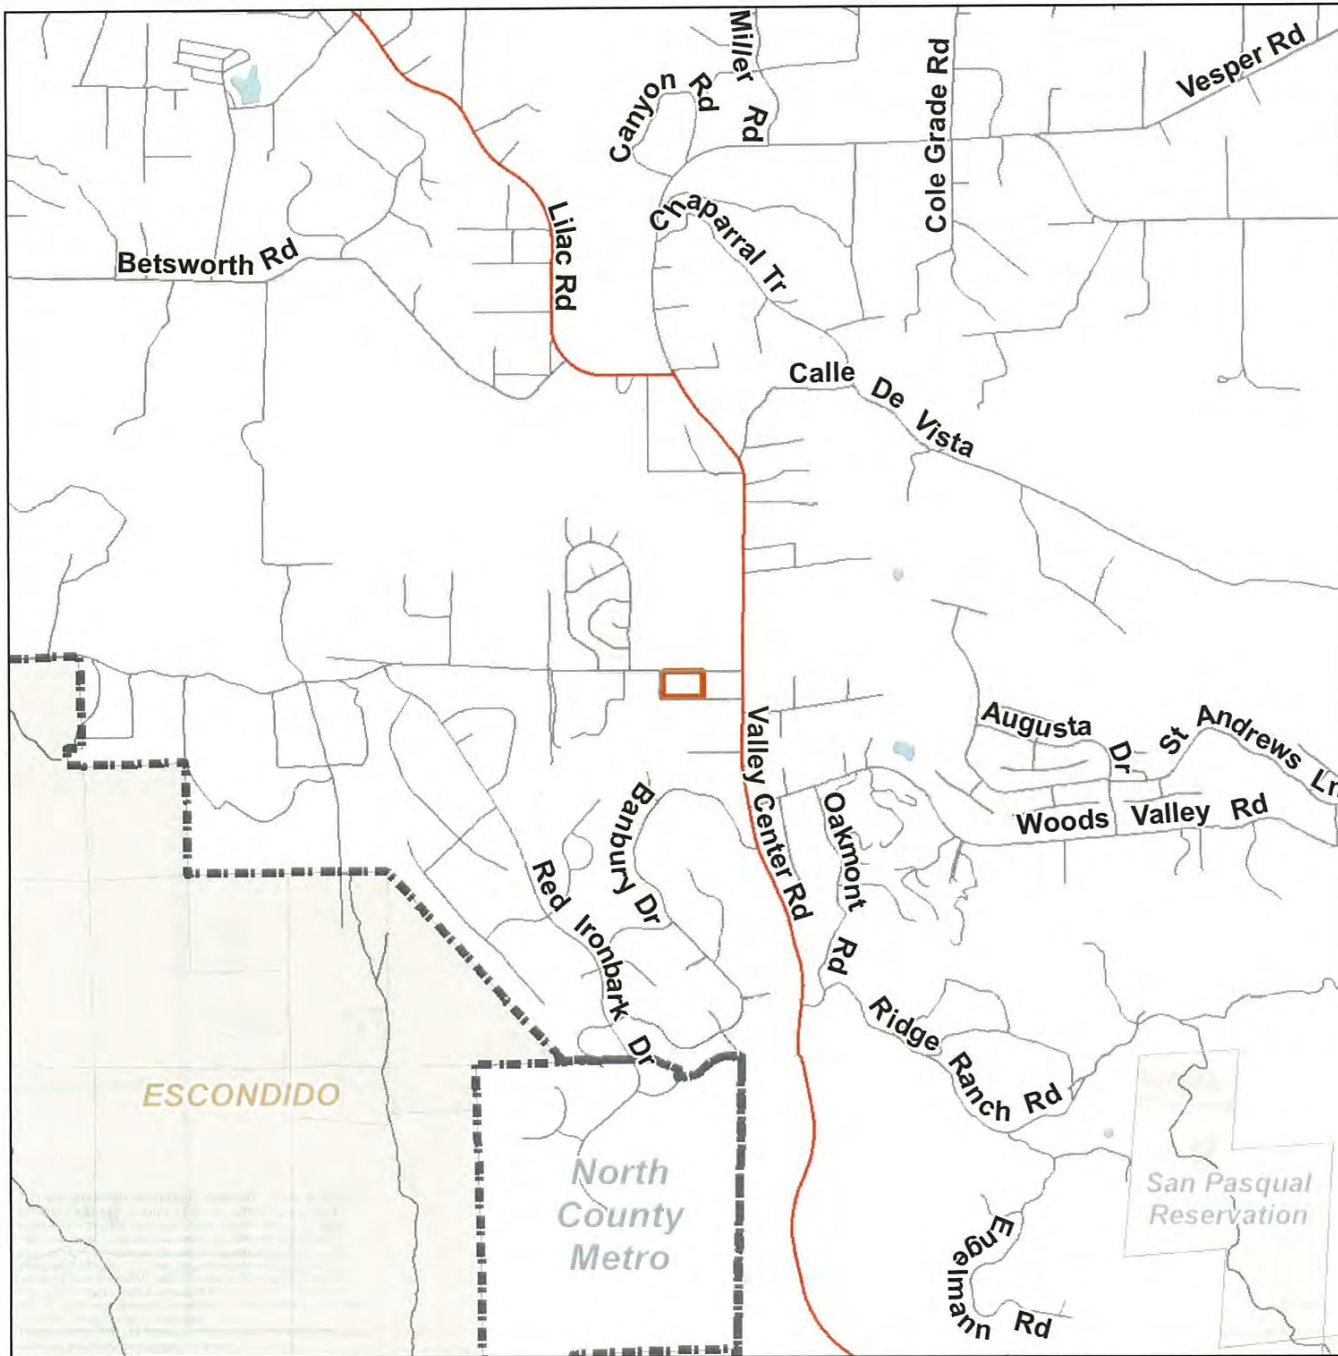 Miller Rd
Canyon Rd
Cole Grade Rd
Vesper Rd
Chaparral Tr
Lilac Rd
Betsworth Rd
Calle De Vista
Augusta Dr
St Andrews Ln
Woods Valley Rd
Valley Center Rd
Oakmont Rd
Banbury Dr
Red Ironbark Dr
Ridge Ranch Rd
ESCONDIDO
North
County
Metro
San Pasqual
Reservation
Engelmann Rd